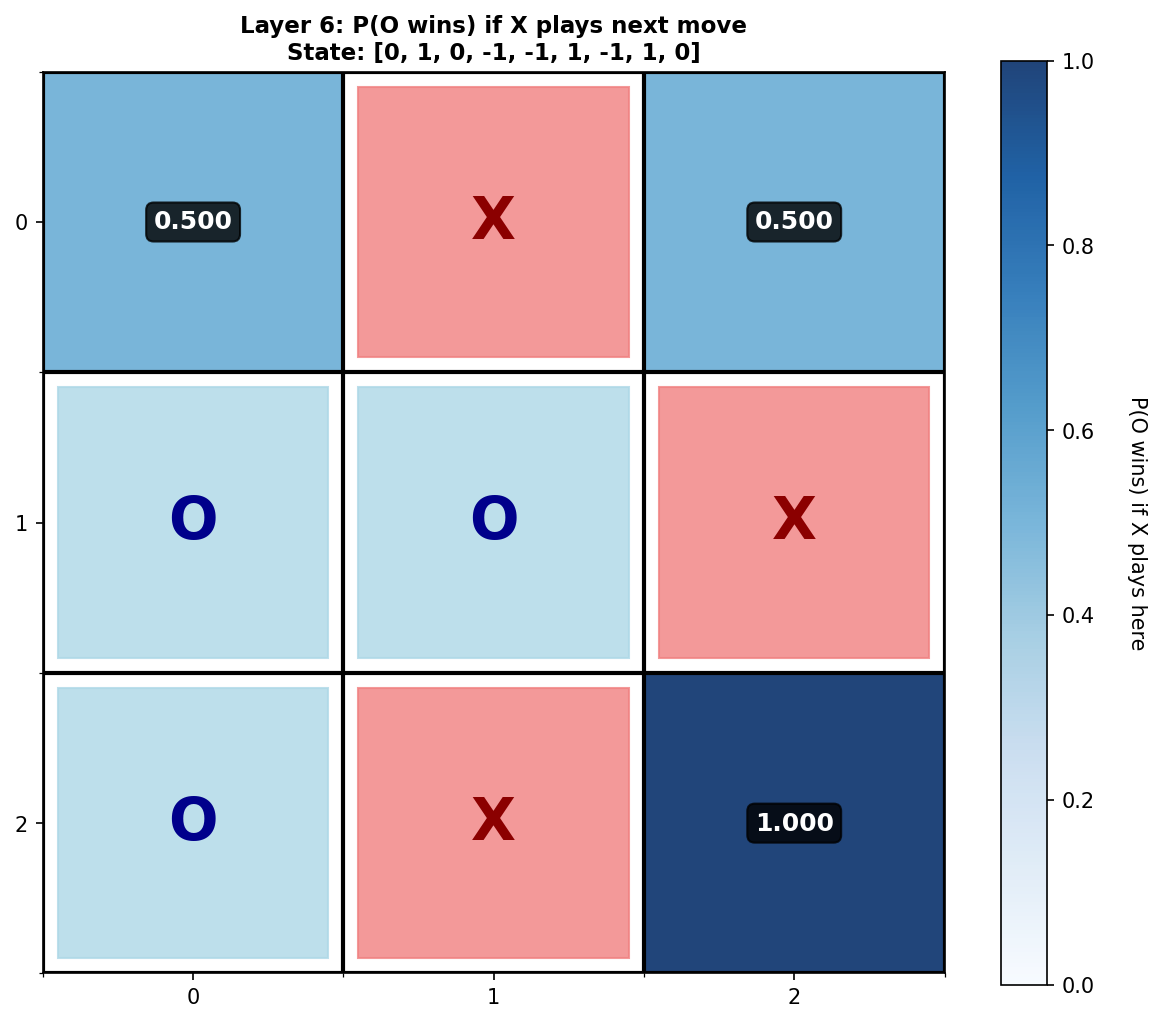 Layer 6: P(O wins) if X plays next move
State: [0, 1, 0, -1, -1, 1, -1, 1, 0]
0.500 X 0.500
O O X
O X 1.000
0
1
2
0 1 2
1.0
0.8
0.6
0.4
0.2
0.0
P(O wins) if X plays here